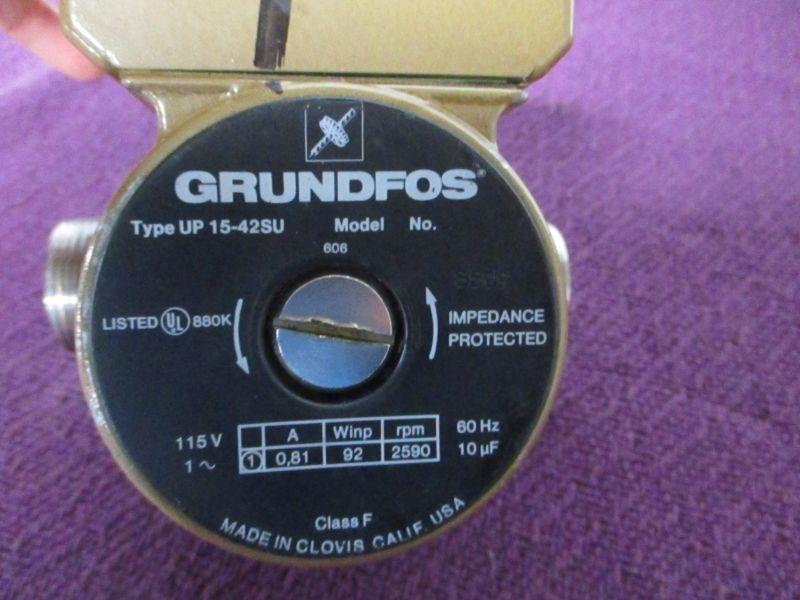 GRUNDFOS®
Type UP 15-42SU Model No.
606
LISTED UL 880K
IMPEDANCE
PROTECTED
115 V
1 ~
A Winp rpm
1 0,81 92 2590
60 Hz
10 µF
Class F
MADE IN CLOVIS CALIF. USA